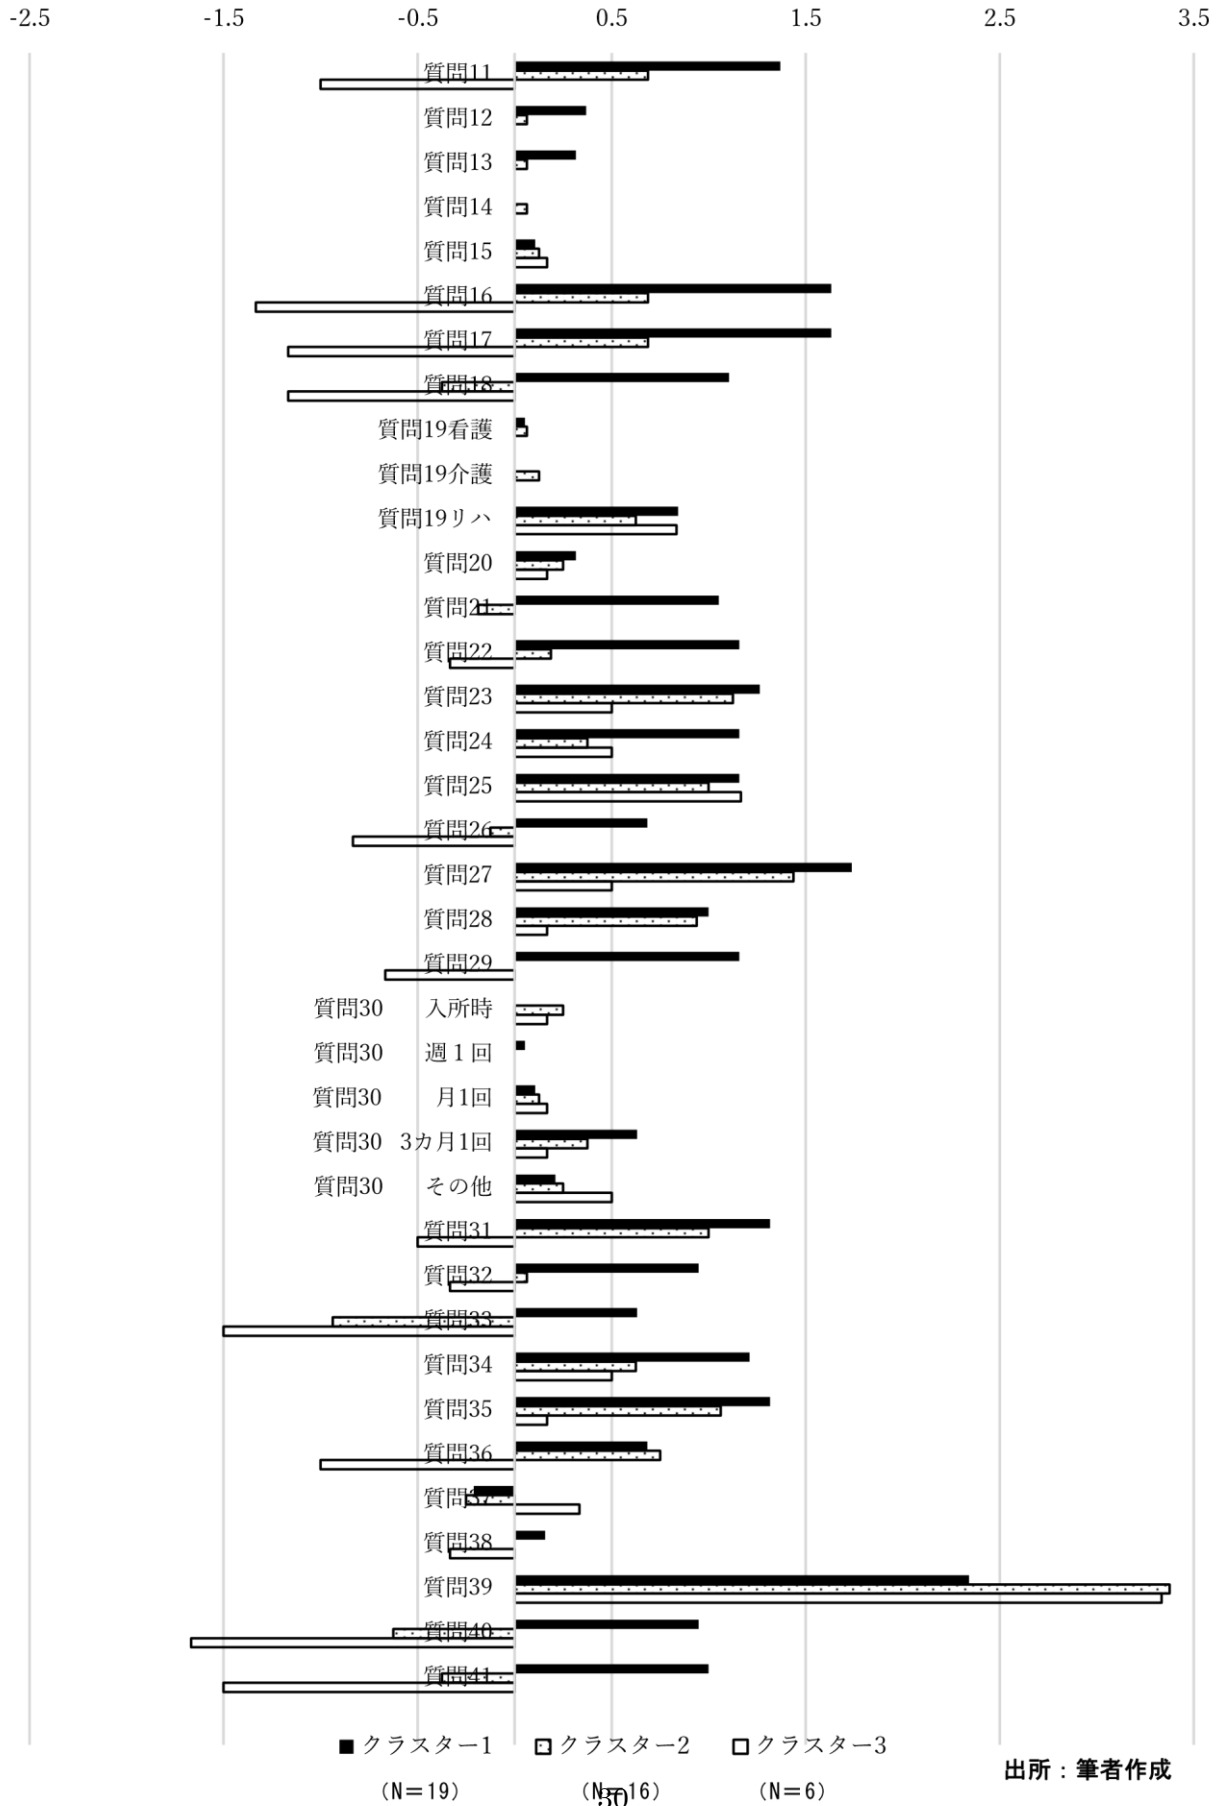 -2.5 -1.5 -0.5 0.5 1.5 2.5 3.5
質問11
質問12
質問13
質問14
質問15
質問16
質問17
質問18
質問19看護
質問19介護
質問19リハ
質問20
質問21
質問22
質問23
質問24
質問25
質問26
質問27
質問28
質問29
質問30 入所時
質問30 週１回
質問30 月1回
質問30 3カ月1回
質問30 その他
質問31
質問32
質問33
質問34
質問35
質問36
質問37
質問38
質問39
質問40
質問41
クラスター1 クラスター2 クラスター3
出所：筆者作成
（N＝19） （N＝16） （N＝6）
30